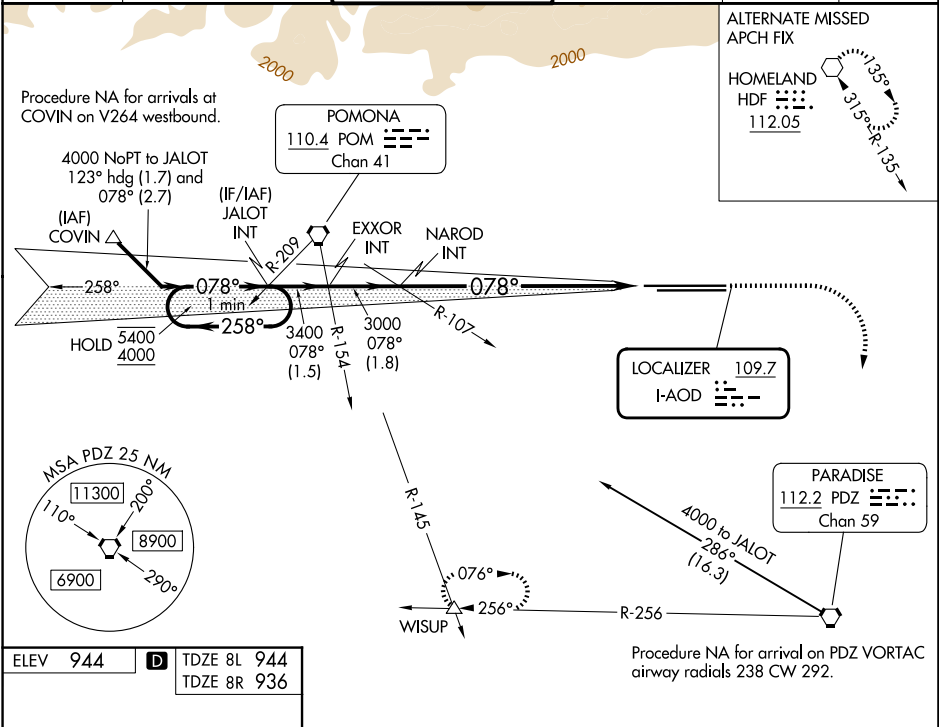 2000
2000
ALTERNATE MISSED
APCH FIX
HOMELAND
HDF
112.05
135°
315°
R-135
Procedure NA for arrivals at
COVIN on V264 westbound.
POMONA
110.4 POM
Chan 41
4000 NoPT to JALOT
123° hdg (1.7) and
078° (2.7)
(IAF)
COVIN
(IF/IAF)
JALOT
INT
R-209
EXXOR
INT
NAROD
INT
258°
078°
1 min
258°
078°
HOLD 5400
4000
3400
078°
(1.5)
R-154
3000
078°
(1.8)
R-107
LOCALIZER 109.7
I-AOD
MSA PDZ 25 NM
11300
200°
110°
8900
6900
290°
R-145
076°
256°
WISUP
R-256
4000 to JALOT
286°
(16.3)
PARADISE
112.2 PDZ
Chan 59
Procedure NA for arrival on PDZ VORTAC
airway radials 238 CW 292.
ELEV 944
D
TDZE 8L 944
TDZE 8R 936